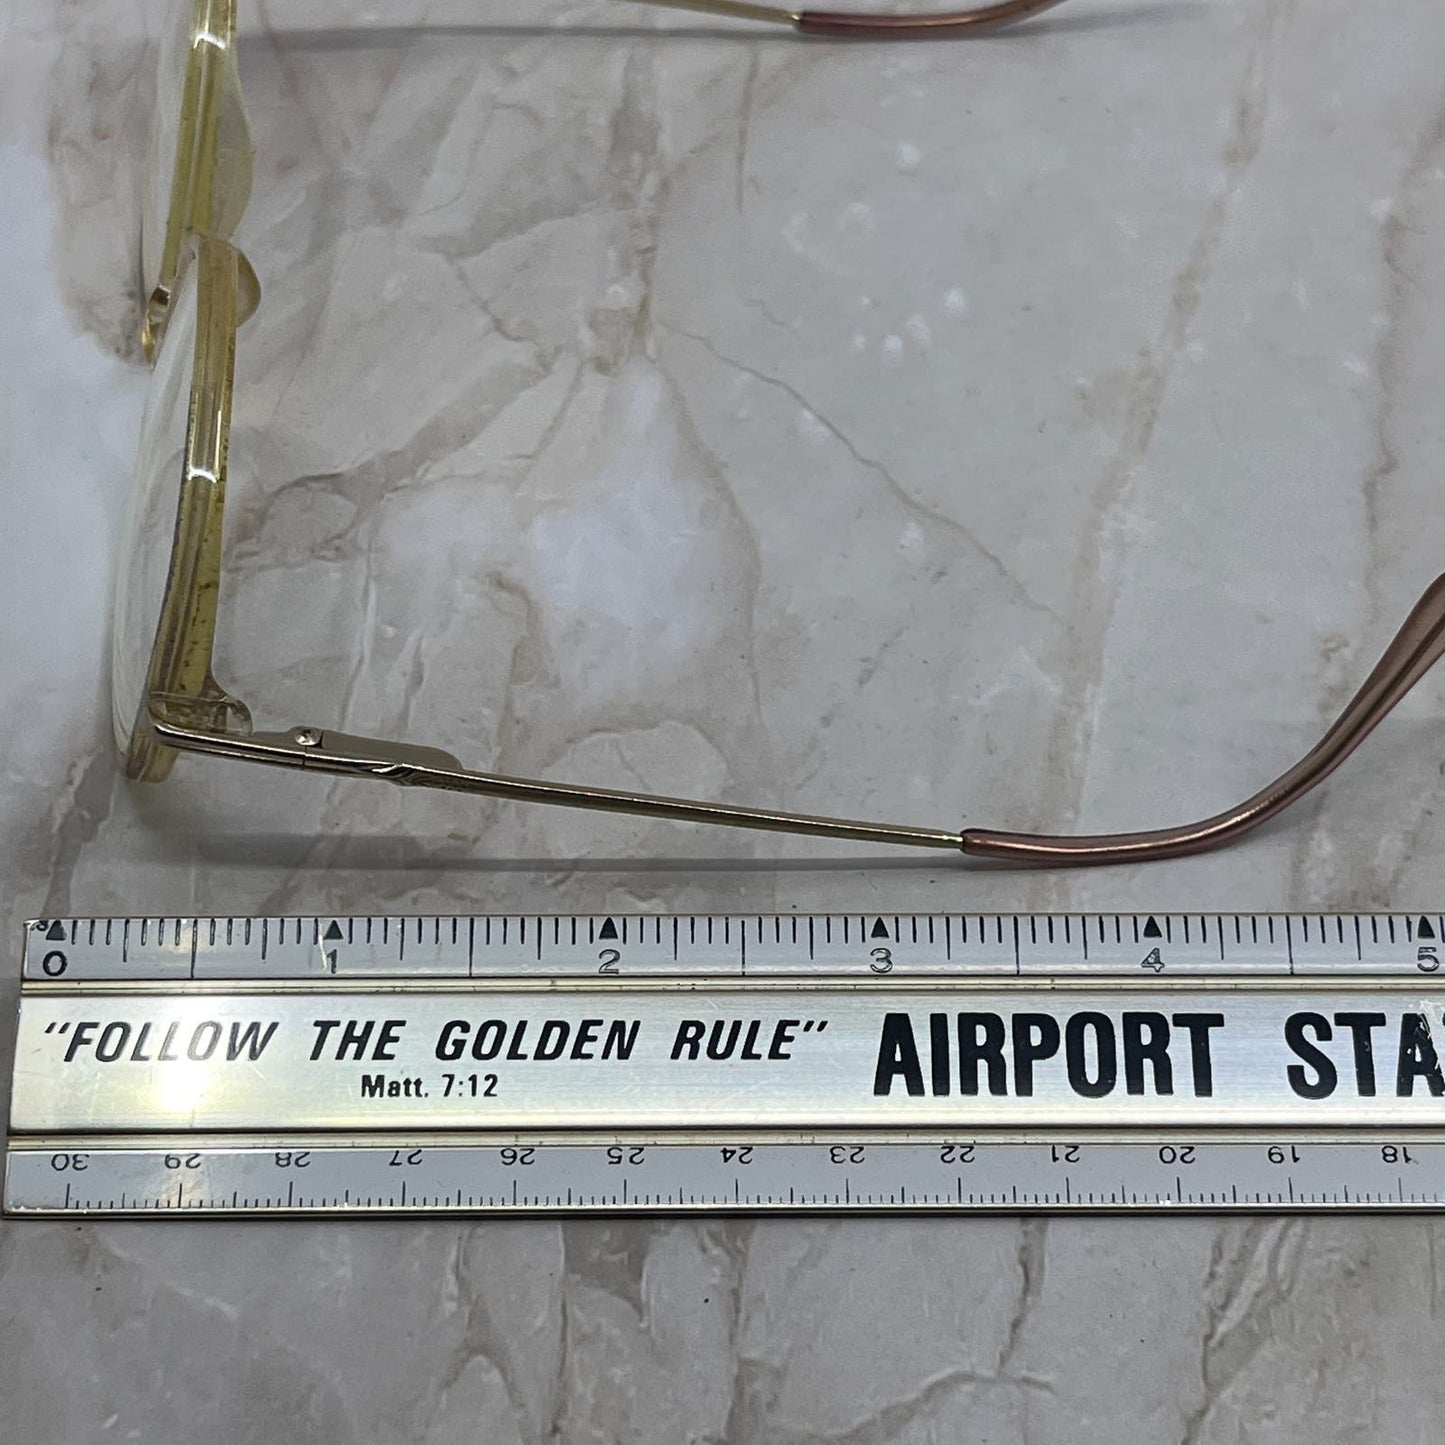 0 1 2 3 4 5
"FOLLOW THE GOLDEN RULE" AIRPORT STA
Matt. 7:12
30 29 28 27 26 25 24 23 22 21 20 19 18